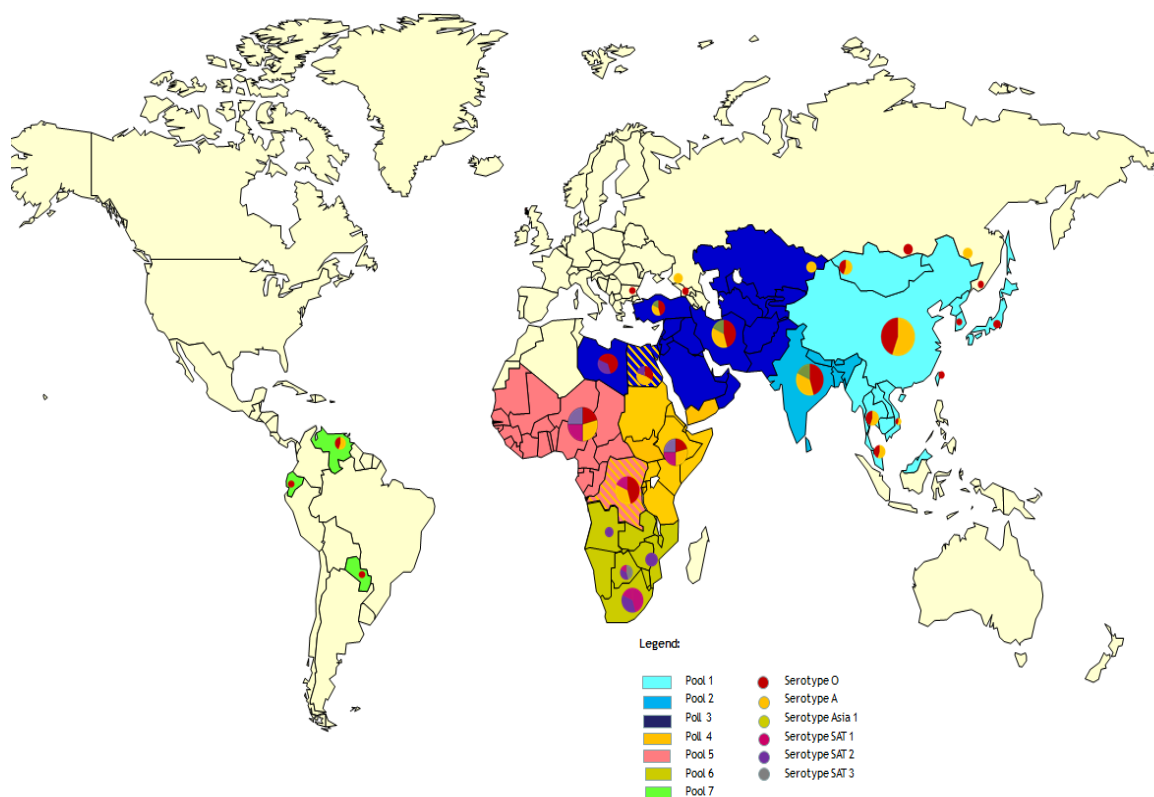 Legend:
Pool 1
Pool 2
Poll 3
Poll 4
Pool 5
Pool 6
Pool 7
Serotype O
Serotype A
Serotype Asia 1
Serotype SAT 1
Serotype SAT 2
Serotype SAT 3